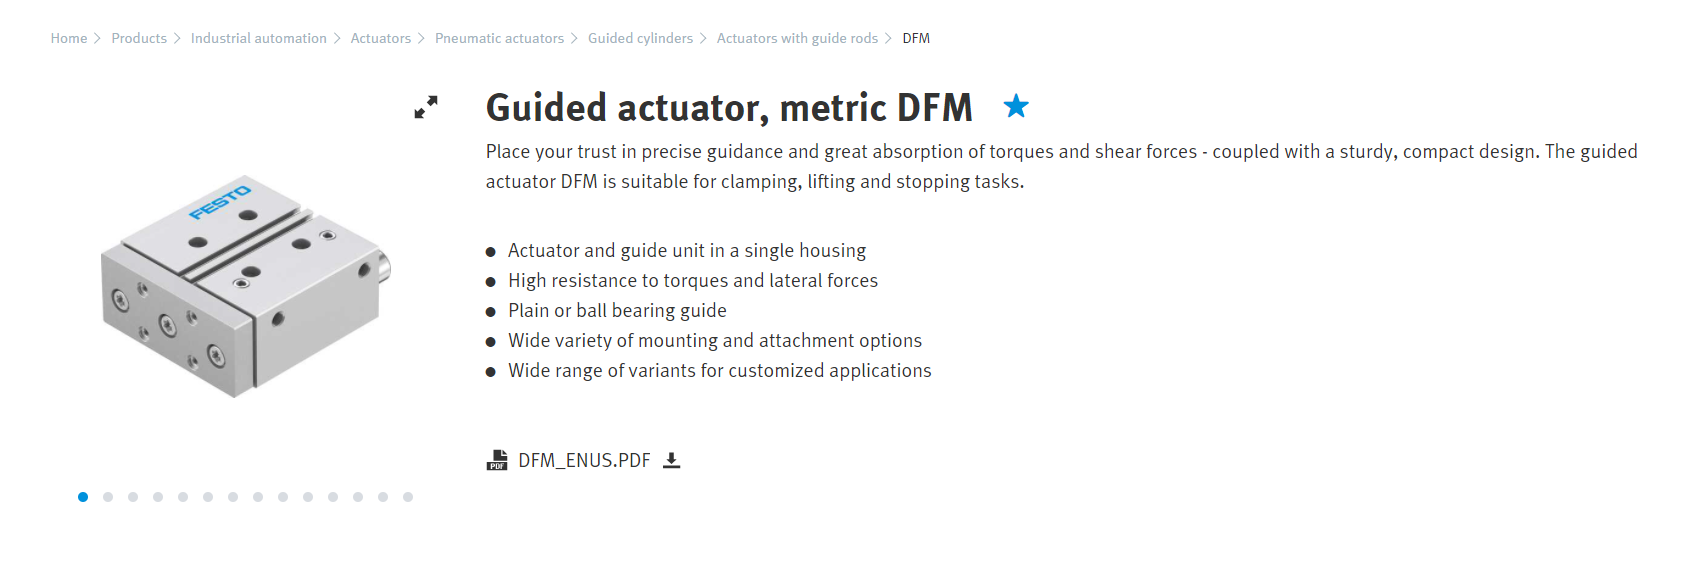 Home > Products > Industrial automation > Actuators > Pneumatic actuators > Guided cylinders > Actuators with guide rods > DFM
FESTO
Guided actuator, metric DFM
Place your trust in precise guidance and great absorption of torques and shear forces - coupled with a sturdy, compact design. The guided
actuator DFM is suitable for clamping, lifting and stopping tasks.
● Actuator and guide unit in a single housing
● High resistance to torques and lateral forces
● Plain or ball bearing guide
● Wide variety of mounting and attachment options
● Wide range of variants for customized applications
PDF DFM_ENUS.PDF